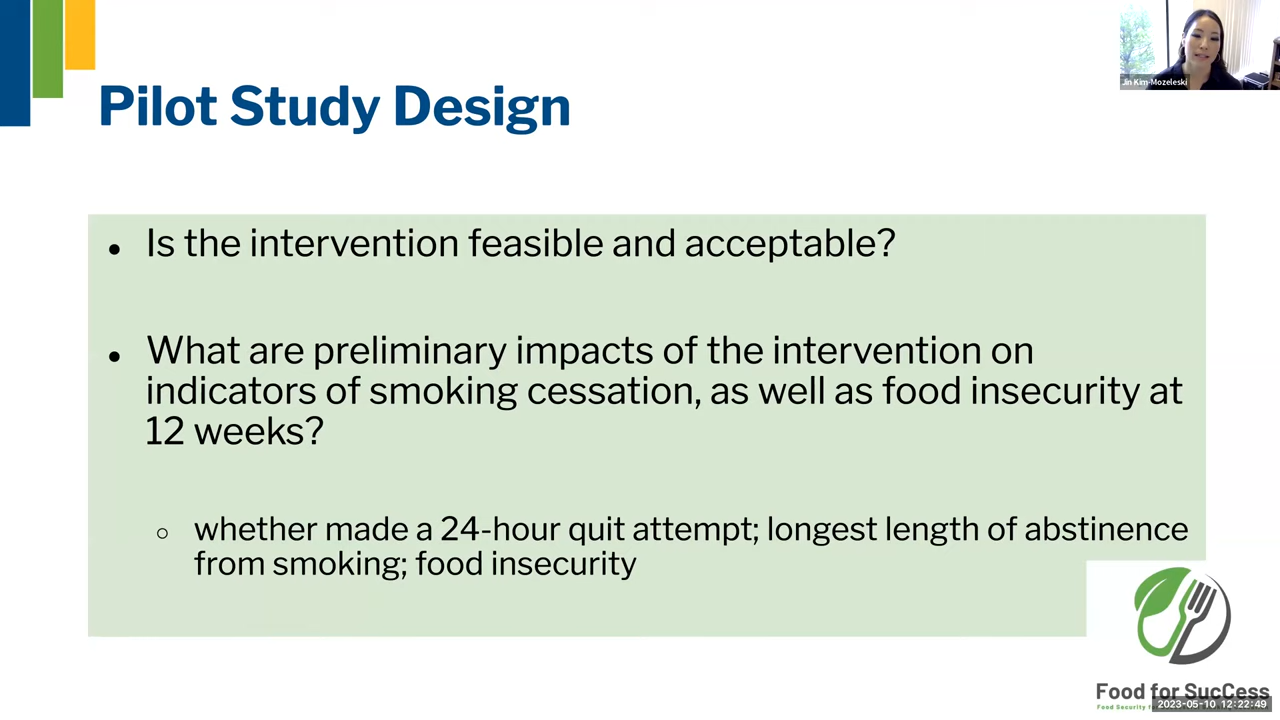 Jin Kim-Mozeleski
Pilot Study Design
• Is the intervention feasible and acceptable?
• What are preliminary impacts of the intervention on
indicators of smoking cessation, as well as food insecurity at
12 weeks?
○ whether made a 24-hour quit attempt; longest length of abstinence
from smoking; food insecurity
Food for SucCess
Food Security
2023-05-10 12:22:49